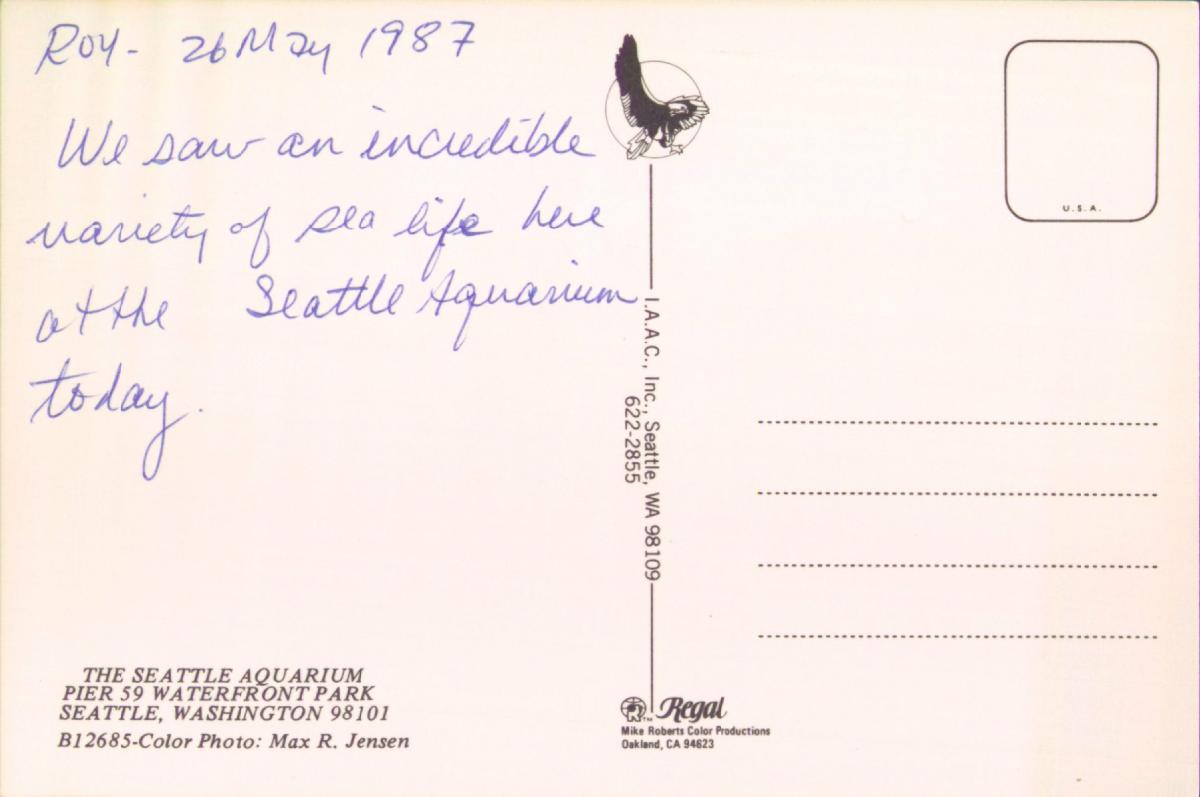 Roy- 26 May 1987
We saw an incredible
variety of sea life here
at the Seattle Aquarium
today.
THE SEATTLE AQUARIUM
PIER 59 WATERFRONT PARK
SEATTLE, WASHINGTON 98101
B12685-Color Photo: Max R. Jensen
I.A.A.C., Inc., Seattle, WA 98109
622-2855
R TM Regal
Mike Roberts Color Productions
Oakland, CA 94623
U.S.A.